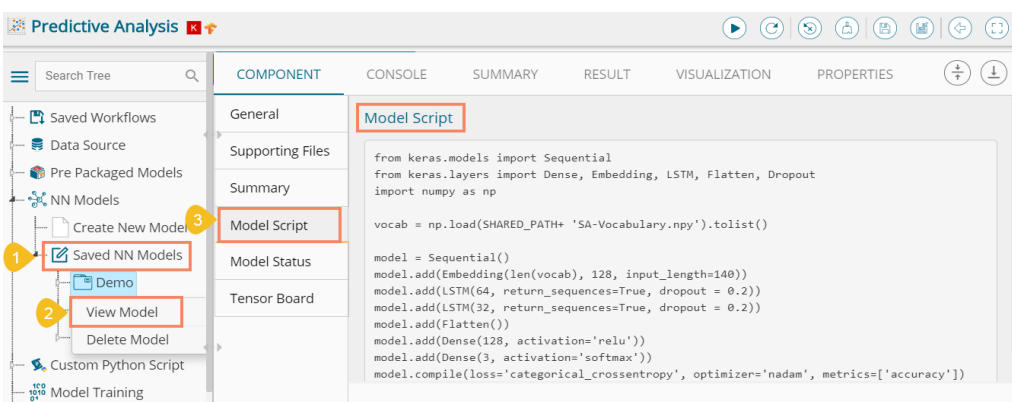 Predictive Analysis K
Search Tree
COMPONENT CONSOLE SUMMARY RESULT VISUALIZATION PROPERTIES
Saved Workflows
Data Source
Pre Packaged Models
NN Models
Create New Model
1 Saved NN Models
Demo
2 View Model
Delete Model
Custom Python Script
Model Training
General
Supporting Files
Summary
3 Model Script
Model Status
Tensor Board
Model Script
from keras.models import Sequential
from keras.layers import Dense, Embedding, LSTM, Flatten, Dropout
import numpy as np
vocab = np.load(SHARED_PATH+ 'SA-Vocabulary.npy').tolist()
model = Sequential()
model.add(Embedding(len(vocab), 128, input_length=140))
model.add(LSTM(64, return_sequences=True, dropout = 0.2))
model.add(LSTM(32, return_sequences=True, dropout = 0.2))
model.add(Flatten())
model.add(Dense(128, activation='relu'))
model.add(Dense(3, activation='softmax'))
model.compile(loss='categorical_crossentropy', optimizer='nadam', metrics=['accuracy'])